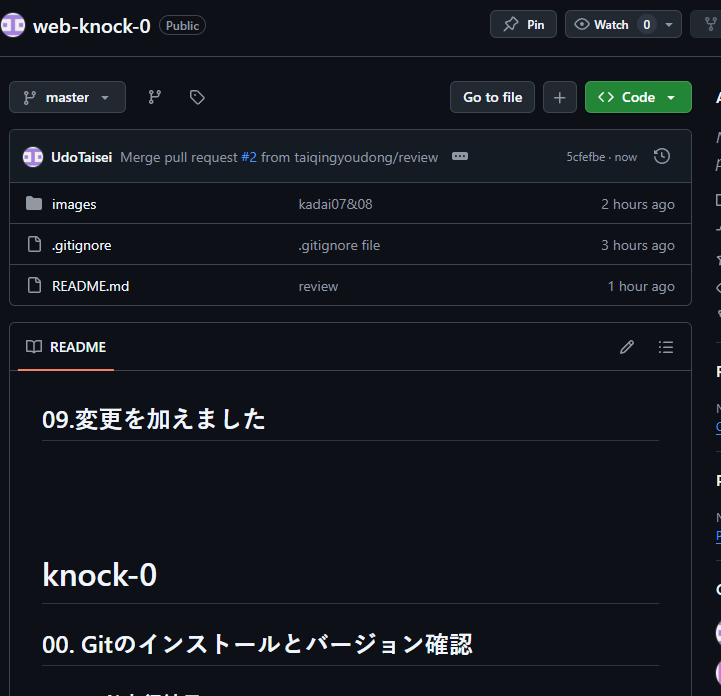 web-knock-0 Public Pin Watch 0
master Go to file Code
UdoTaisei Merge pull request #2 from taiqingyoudong/review 5cfefbe · now
images kadai07&08 2 hours ago
.gitignore .gitignore file 3 hours ago
README.md review 1 hour ago
README
09.変更を加えました
knock-0
00. Gitのインストールとバージョン確認